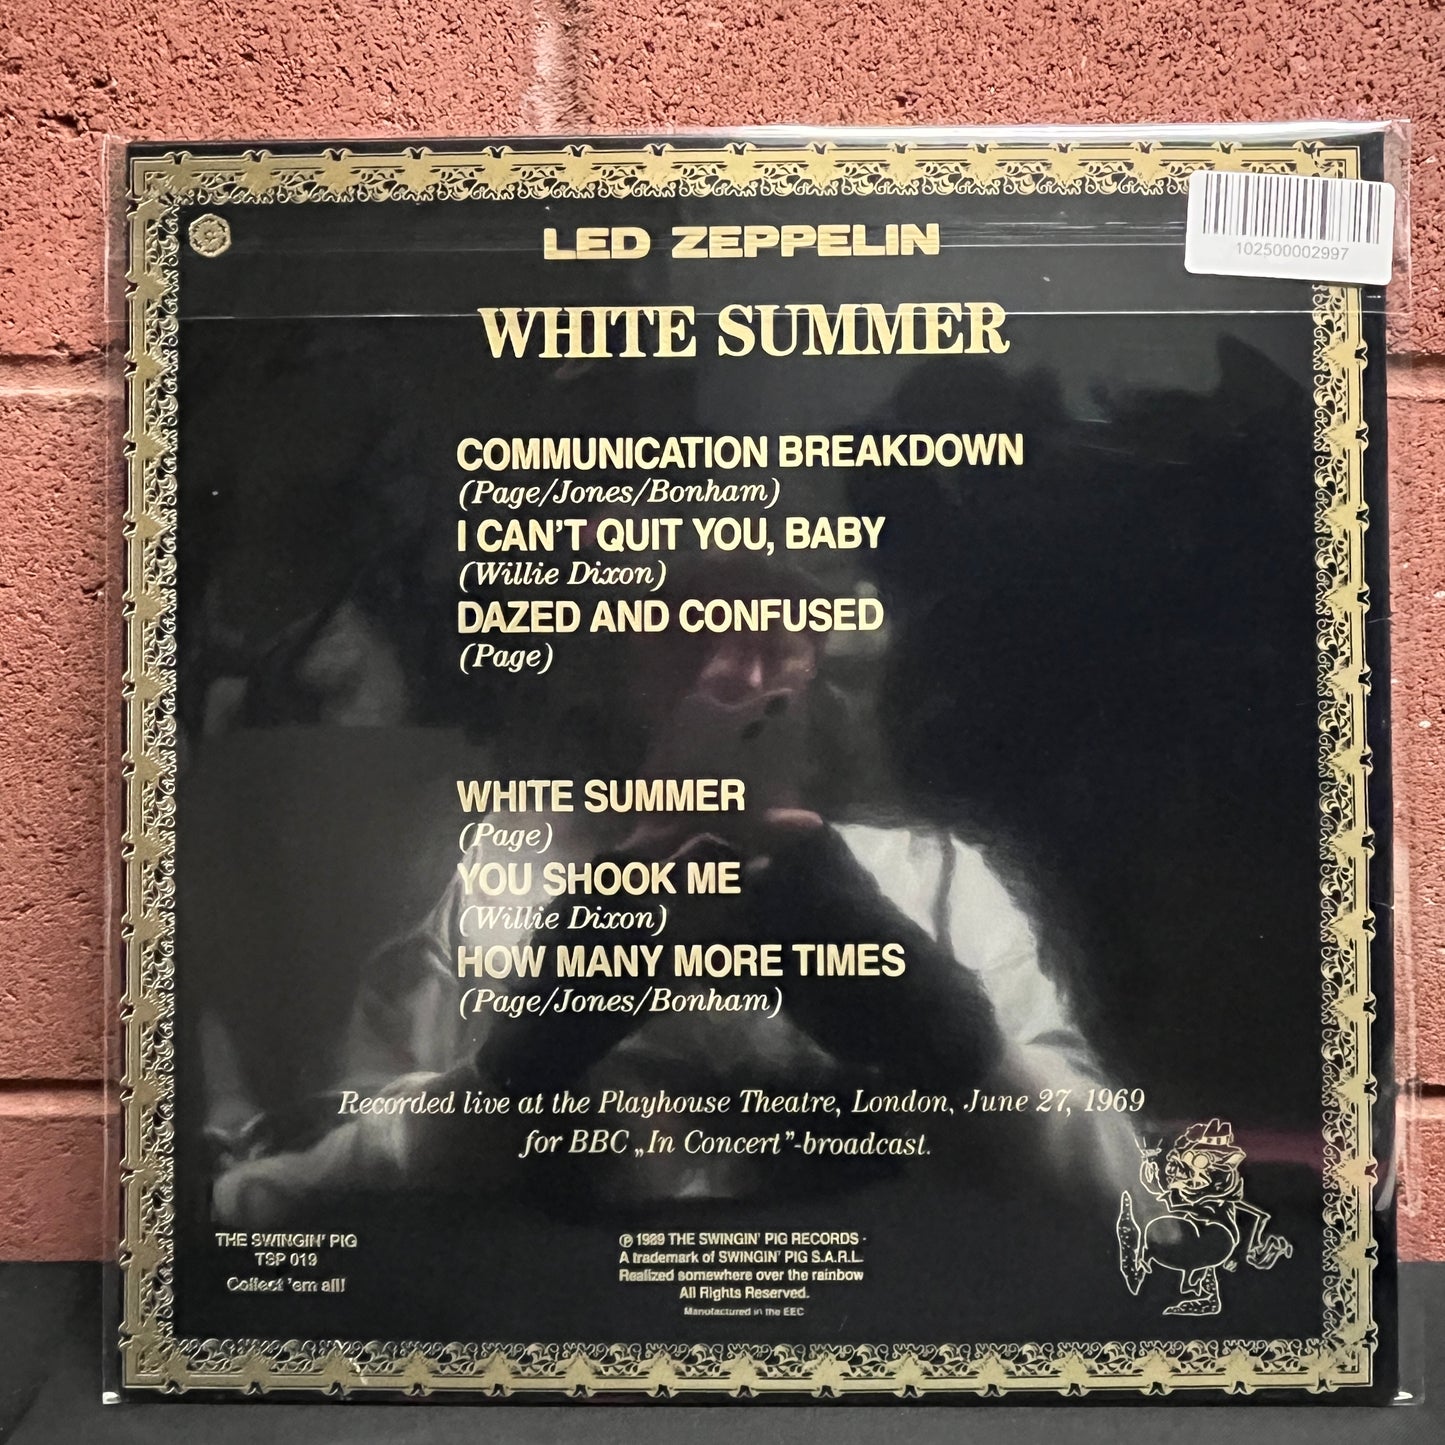 102500002997
LED ZEPPELIN
WHITE SUMMER
COMMUNICATION BREAKDOWN
(Page/Jones/Bonham)
I CAN'T QUIT YOU, BABY
(Willie Dixon)
DAZED AND CONFUSED
(Page)
WHITE SUMMER
(Page)
YOU SHOOK ME
(Willie Dixon)
HOW MANY MORE TIMES
(Page/Jones/Bonham)
Recorded live at the Playhouse Theatre, London, June 27, 1969
for BBC „In Concert”-broadcast.
THE SWINGIN' PIG
TSP 019
Collect 'em all!
℗ 1989 THE SWINGIN' PIG RECORDS -
A trademark of SWINGIN' PIG S.A.R.L.
Realized somewhere over the rainbow
All Rights Reserved.
Manufactured in the EEC